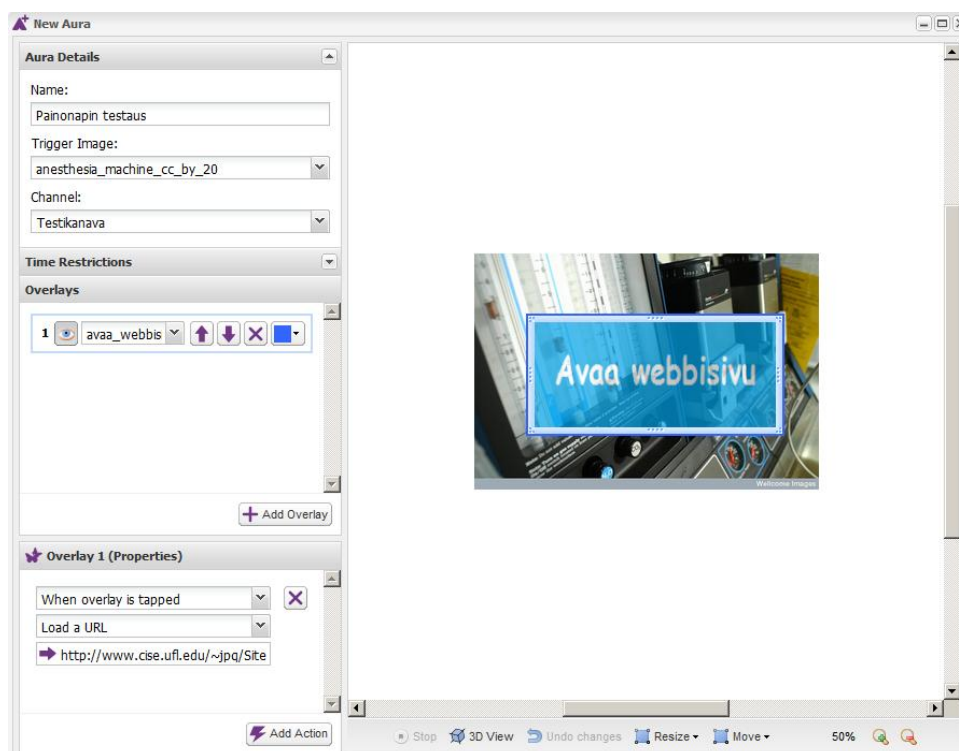 New Aura
Aura Details
Name:
Painonapin testaus
Trigger Image:
anesthesia_machine_cc_by_20
Channel:
Testikanava
Time Restrictions
Overlays
1 avaa_webbis
Add Overlay
Overlay 1 (Properties)
When overlay is tapped
Load a URL
http://www.cise.ufl.edu/~jpq/Site
Add Action
Avaa webbisivu
Wellcome Images
Stop 3D View Undo changes Resize Move 50%